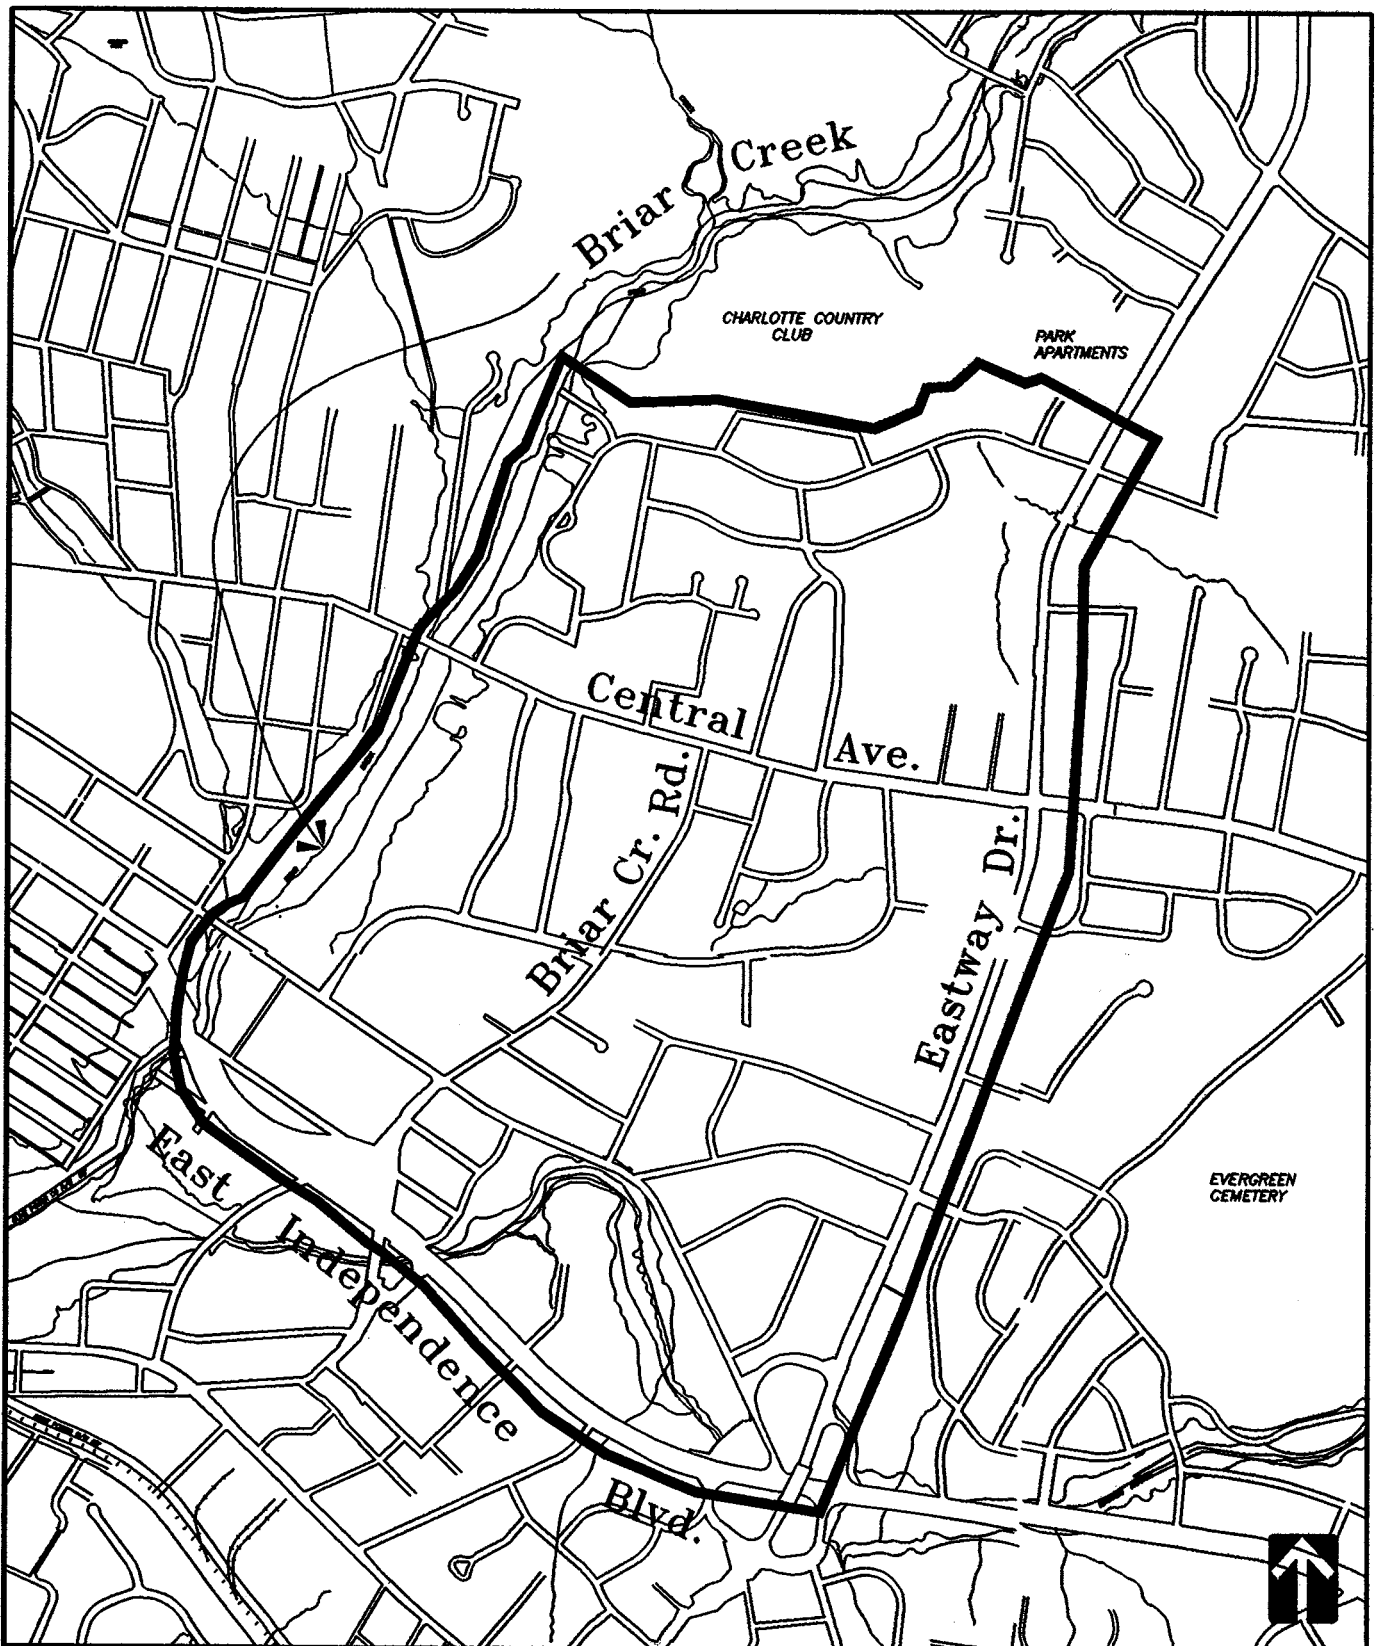 Briar Creek
CHARLOTTE COUNTRY
CLUB
PARK
APARTMENTS
Central Ave.
Briar Cr. Rd.
Eastway Dr.
EVERGREEN
CEMETERY
East Independence Blvd.